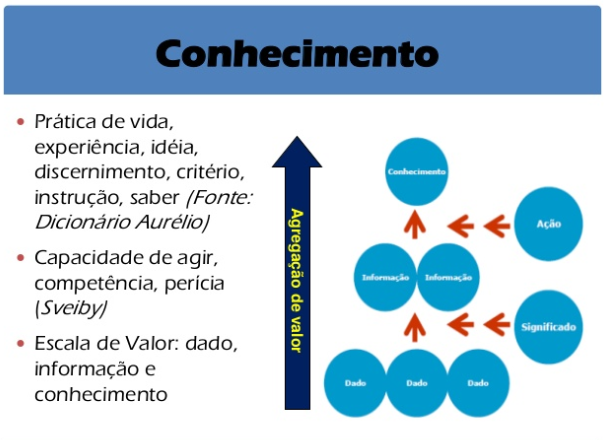 Conhecimento
• Prática de vida,
experiência, idéia,
discernimento, critério,
instrução, saber (Fonte:
Dicionário Aurélio)
• Capacidade de agir,
competência, perícia
(Sveiby)
• Escala de Valor: dado,
informação e
conhecimento
Agregação de valor
Conhecimento
Ação
Informação Informação
Significado
Dado Dado Dado